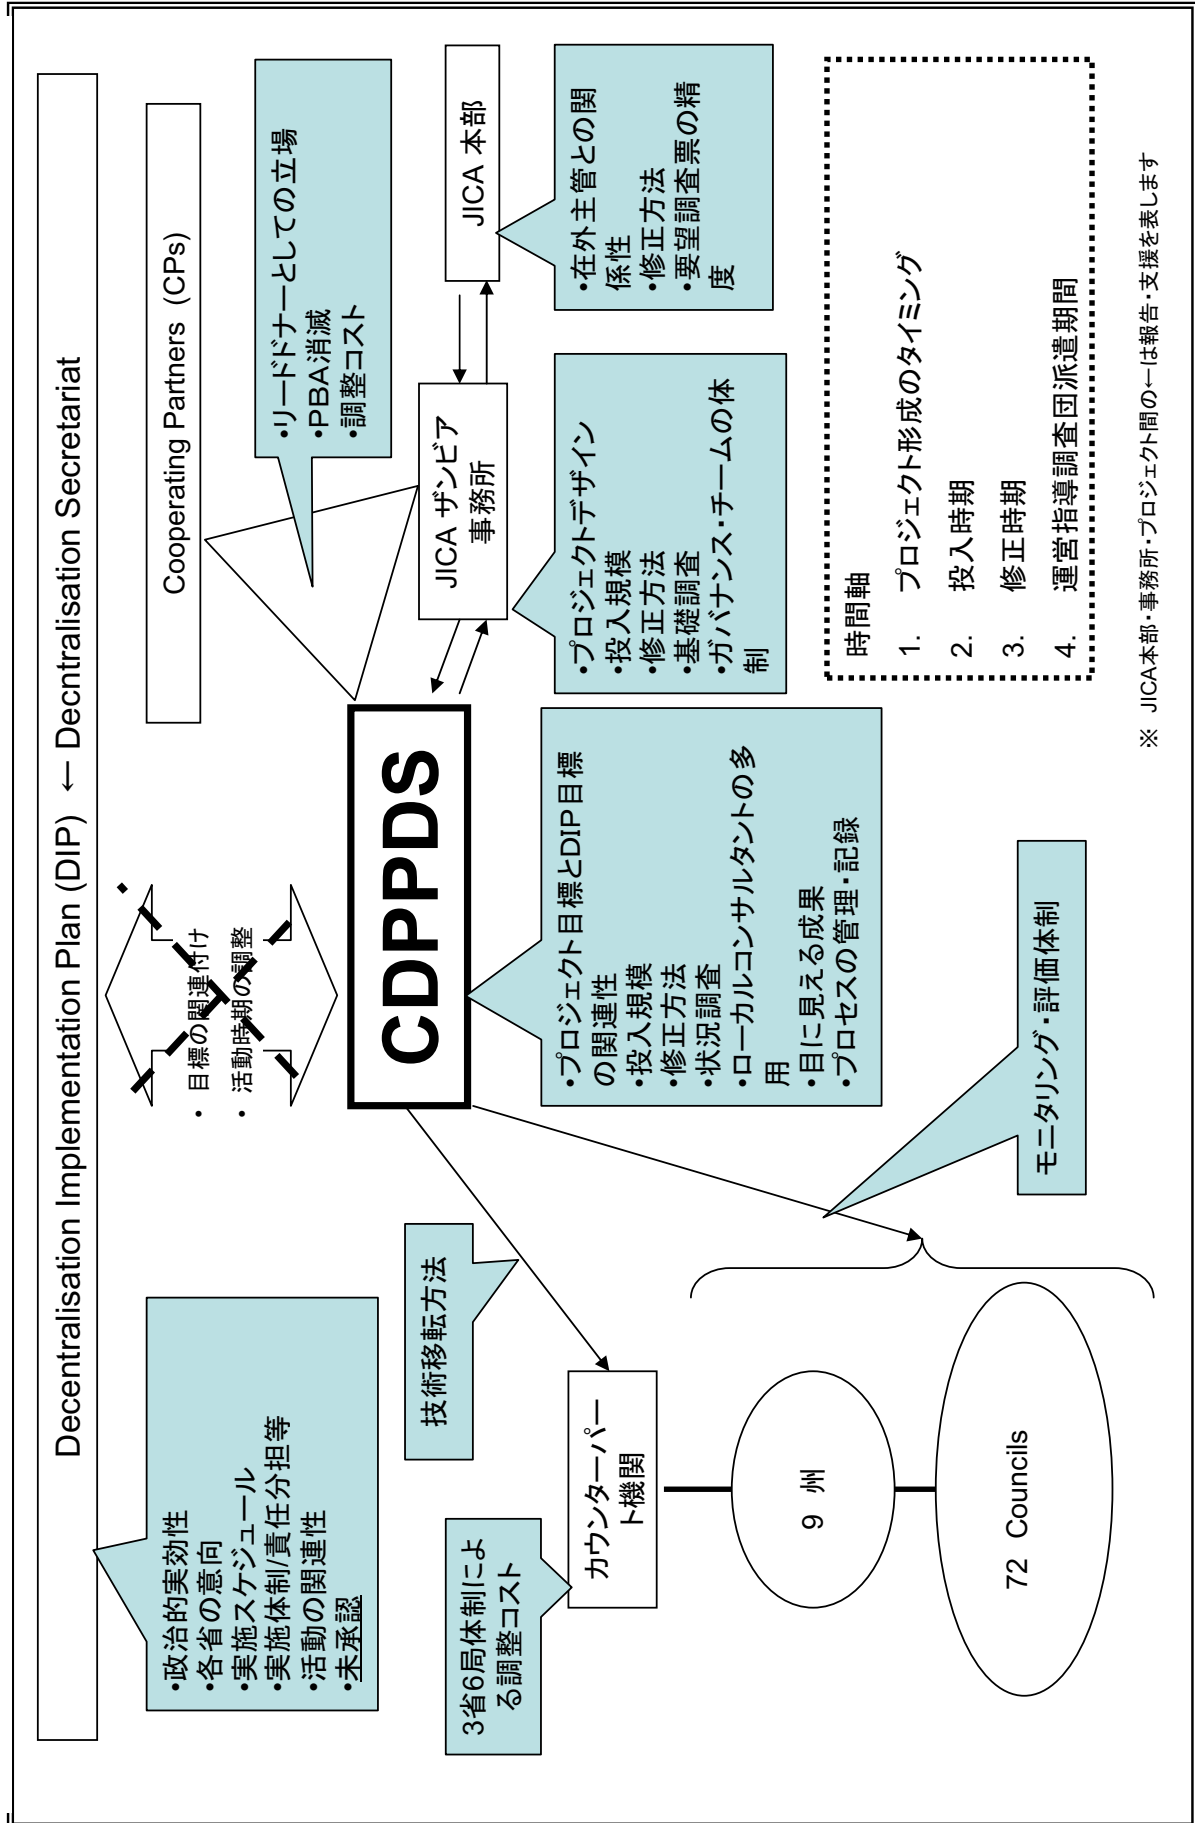 Decentralisation Implementation Plan (DIP) ← Decntralisation Secretariat
Cooperating Partners (CPs)
・政治的実効性
・各省の意向
・実施スケジュール
・実施体制/責任分担等
・活動の関連性
・未承認
・ 目標の関連付け
・ 活動時期の調整
・リードドナーとしての立場
・PBA消滅
・調整コスト
CDPPDS
JICA ザンビア
事務所
JICA 本部
技術移転方法
3省6局体制によ
る調整コスト
・プロジェクト目標とDIP目標
の関連性
・投入規模
・修正方法
・状況調査
・ローカルコンサルタントの多
用
・目に見える成果
・プロセスの管理・記録
・プロジェクトデザイン
・投入規模
・修正方法
・基礎調査
・ガバナンス・チームの体
制
・在外主管との関
係性
・修正方法
・要望調査票の精
度
カウンターパー
ト機関
9 州
72 Councils
モニタリング・評価体制
時間軸
1. プロジェクト形成のタイミング
2. 投入時期
3. 修正時期
4. 運営指導調査団派遣期間
※ JICA本部・事務所・プロジェクト間の←は報告・支援を表します